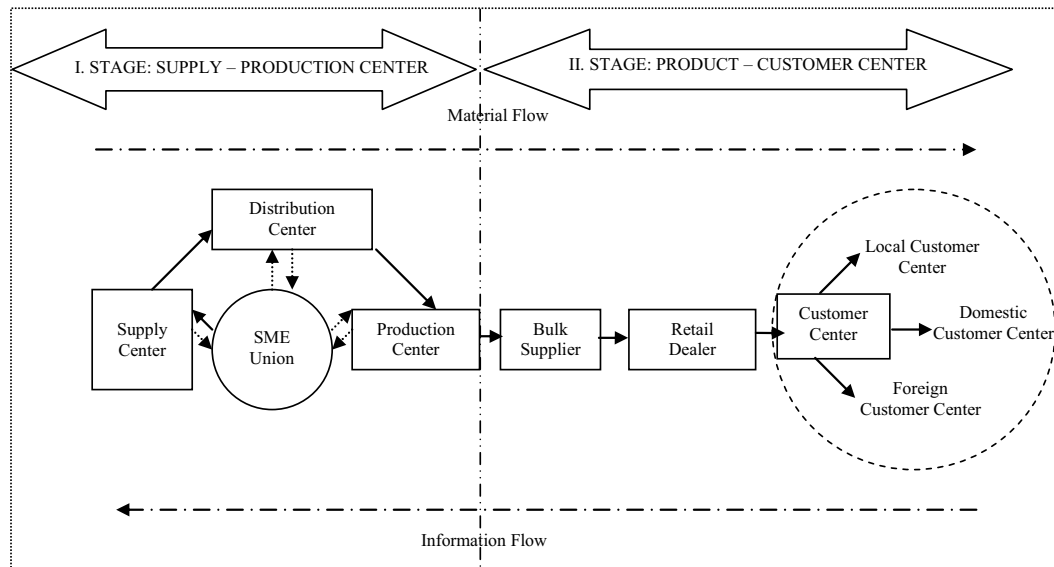 I. STAGE: SUPPLY – PRODUCTION CENTER
II. STAGE: PRODUCT – CUSTOMER CENTER
Material Flow
Distribution
Center
Local Customer
Center
Supply
Center
SME
Union
Production
Center
Bulk
Supplier
Retail
Dealer
Customer
Center
Domestic
Customer Center
Foreign
Customer Center
Information Flow